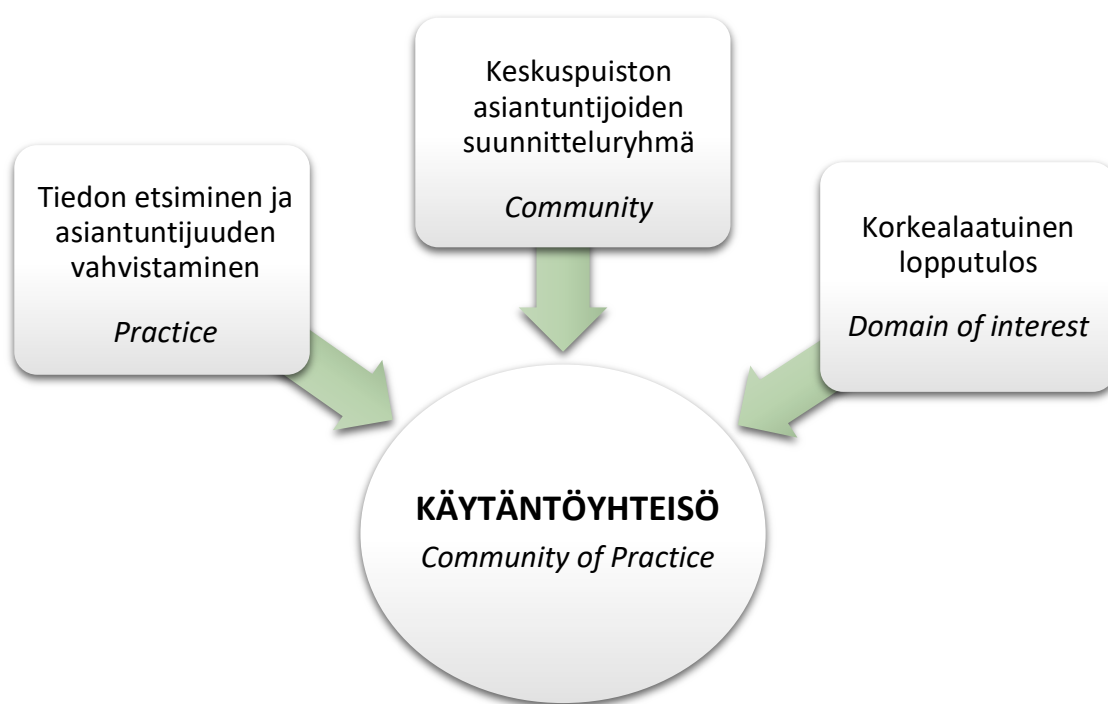 Tiedon etsiminen ja
asiantuntijuuden
vahvistaminen
Practice
Keskuspuiston
asiantuntijoiden
suunnitteluryhmä
Community
Korkealaatuinen
lopputulos
Domain of interest
KÄYTÄNTÖYHTEISÖ
Community of Practice